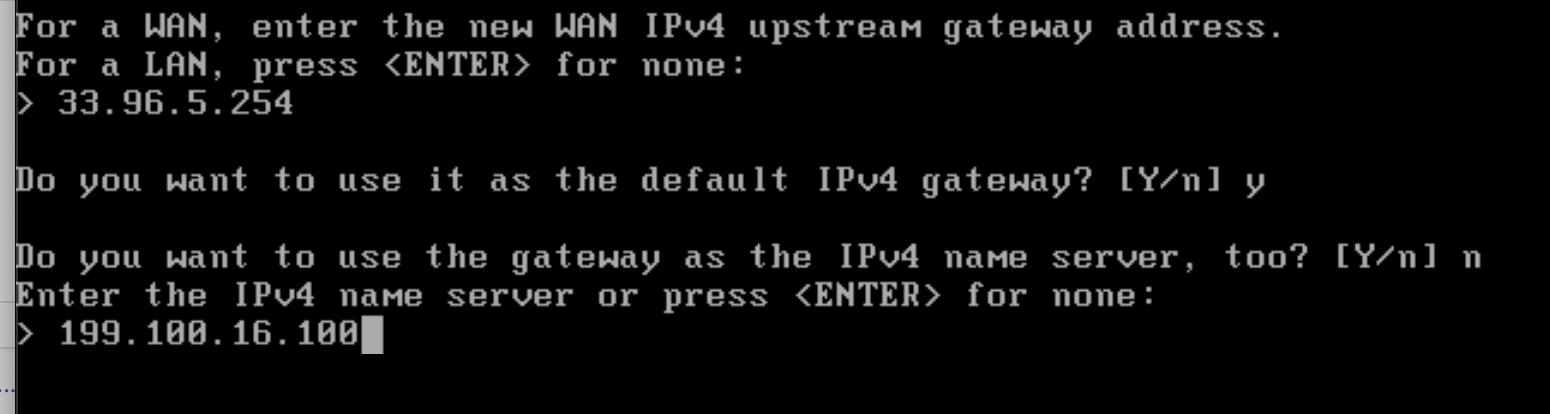 For a WAN, enter the new WAN IPv4 upstream gateway address.
For a LAN, press <ENTER> for none:
> 33.96.5.254
Do you want to use it as the default IPv4 gateway? [Y/n] y
Do you want to use the gateway as the IPv4 name server, too? [Y/n] n
Enter the IPv4 name server or press <ENTER> for none:
> 199.100.16.100